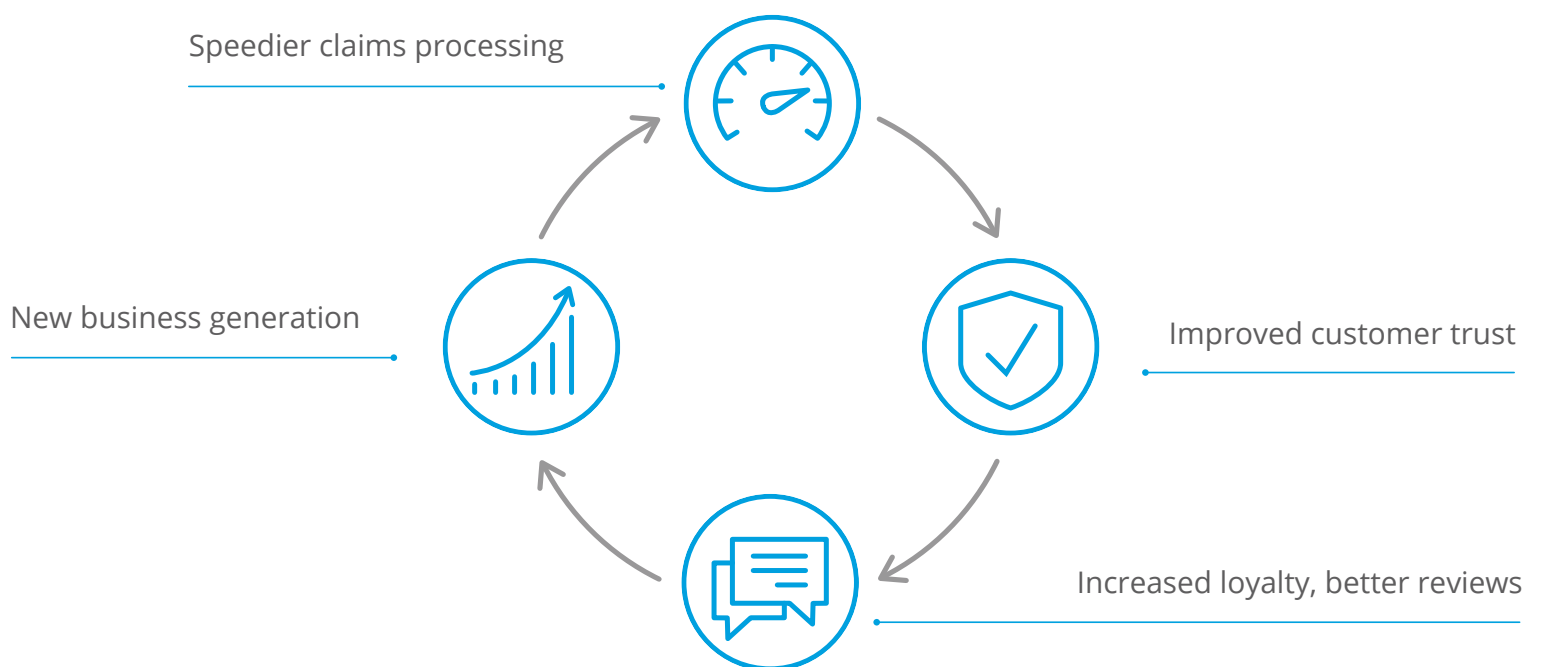 Speedier claims processing
New business generation
Improved customer trust
Increased loyalty, better reviews